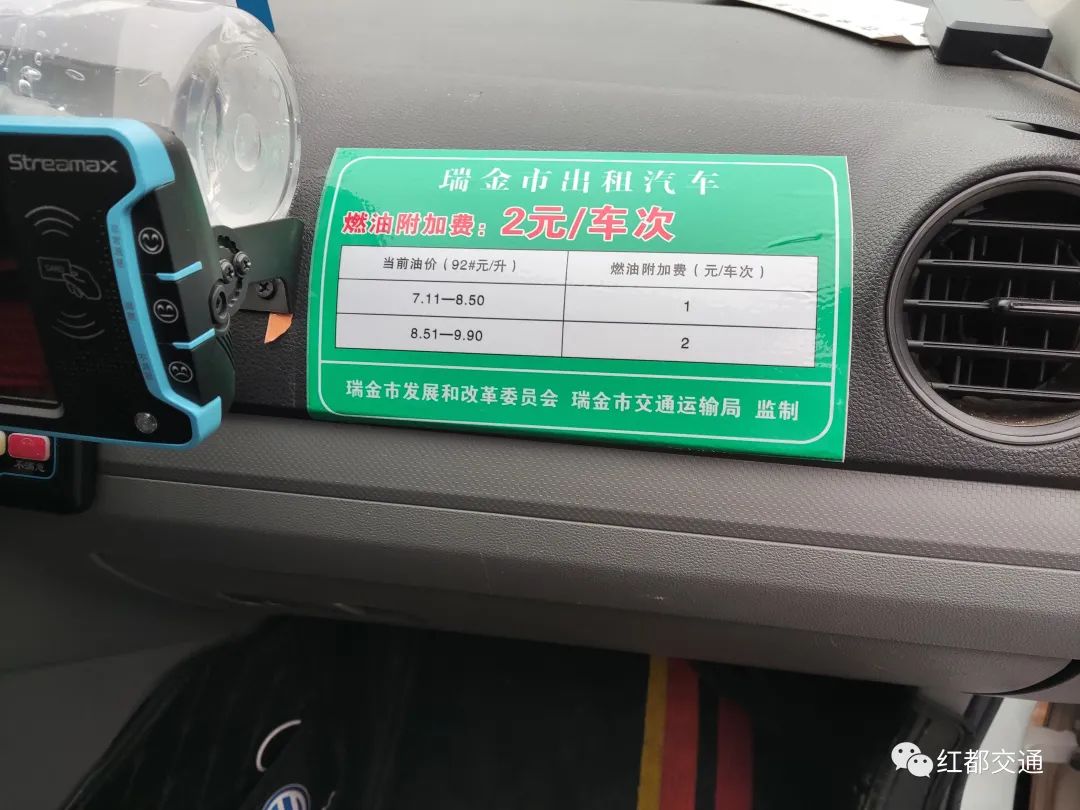 Streamax
瑞金市出租汽车
燃油附加费：2元/车次
当前油价（92#元/升） 燃油附加费（元/车次）
7.11—8.50 1
8.51—9.90 2
瑞金市发展和改革委员会 瑞金市交通运输局 监制
不满意
红都交通